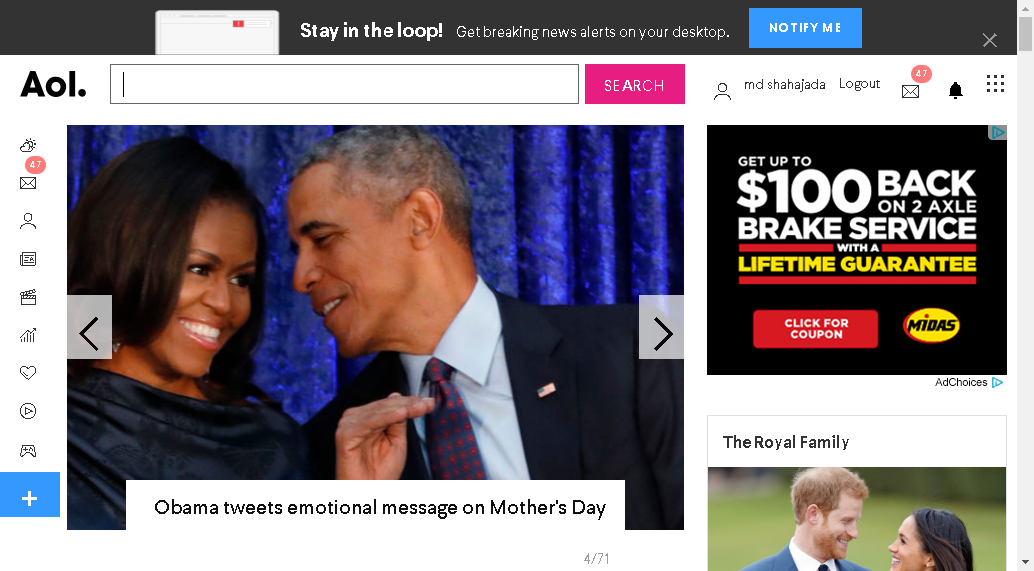 Stay in the loop! Get breaking news alerts on your desktop. NOTIFY ME
Aol. SEARCH md shahajada Logout 47
47
GET UP TO
$100 BACK
ON 2 AXLE
BRAKE SERVICE
WITH A
LIFETIME GUARANTEE
CLICK FOR
COUPON
MIDAS
AdChoices
The Royal Family
Obama tweets emotional message on Mother's Day
4/71